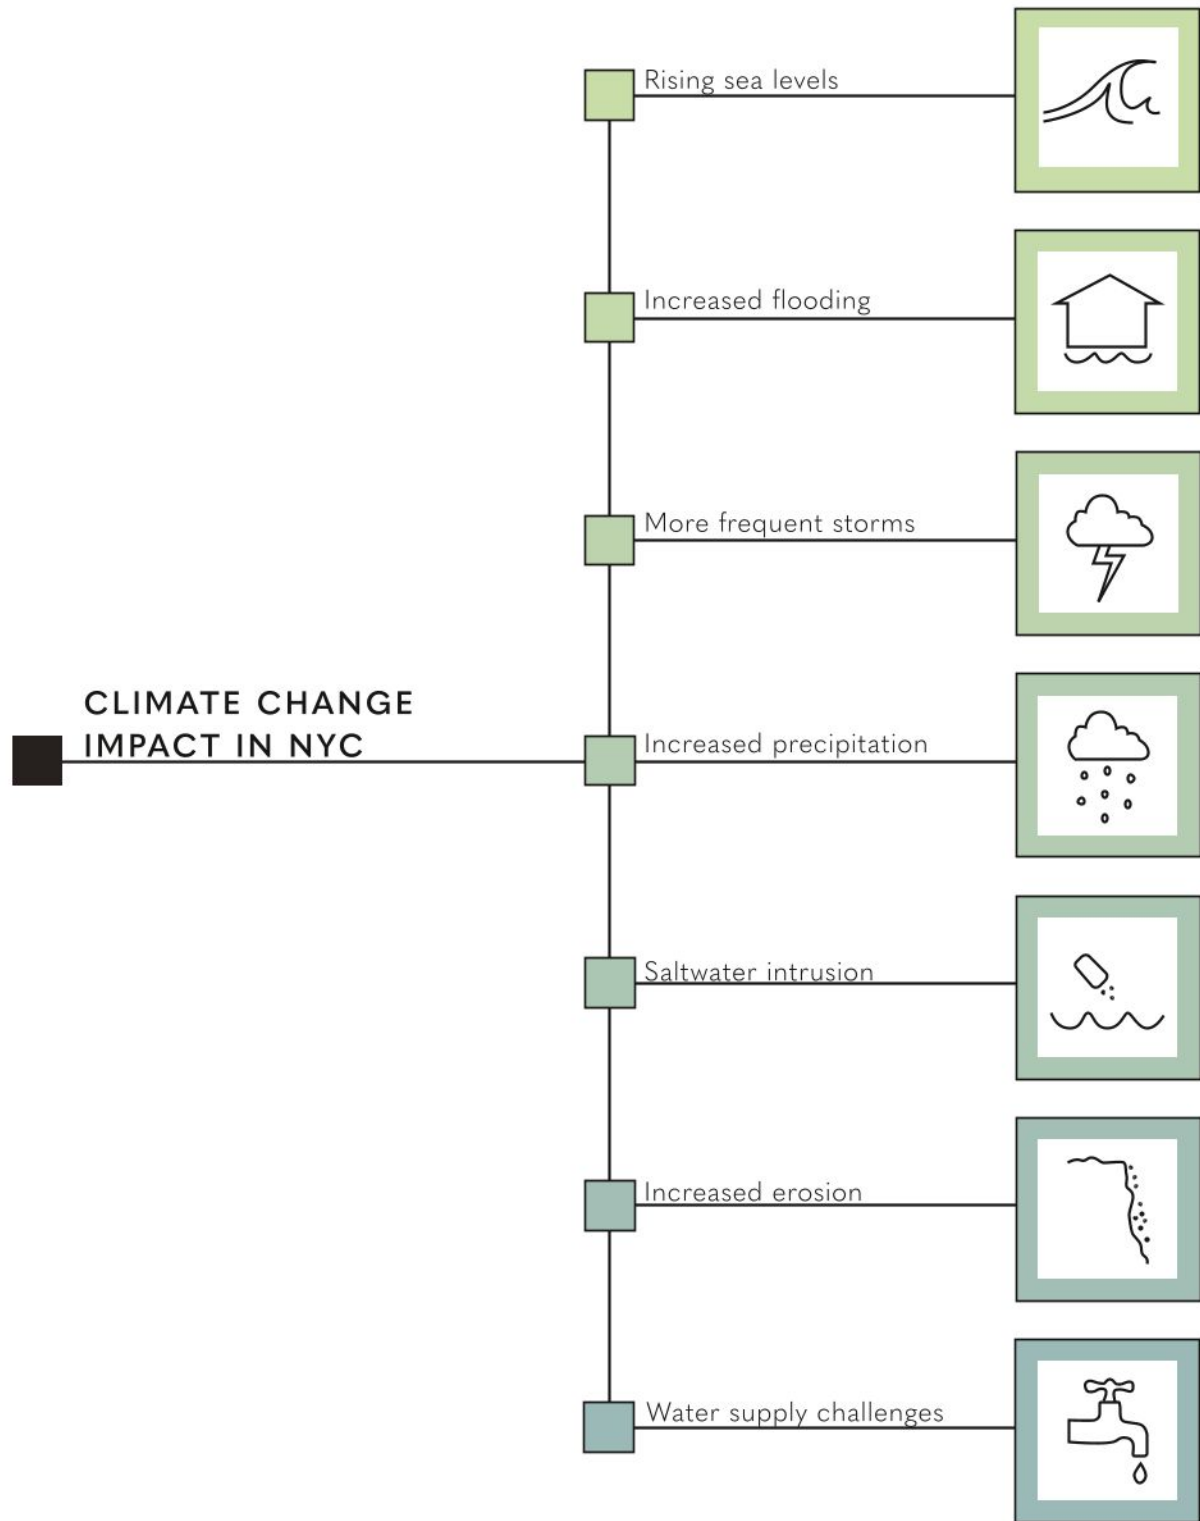 Rising sea levels
Increased flooding
More frequent storms
CLIMATE CHANGE
IMPACT IN NYC
Increased precipitation
Saltwater intrusion
Increased erosion
Water supply challenges